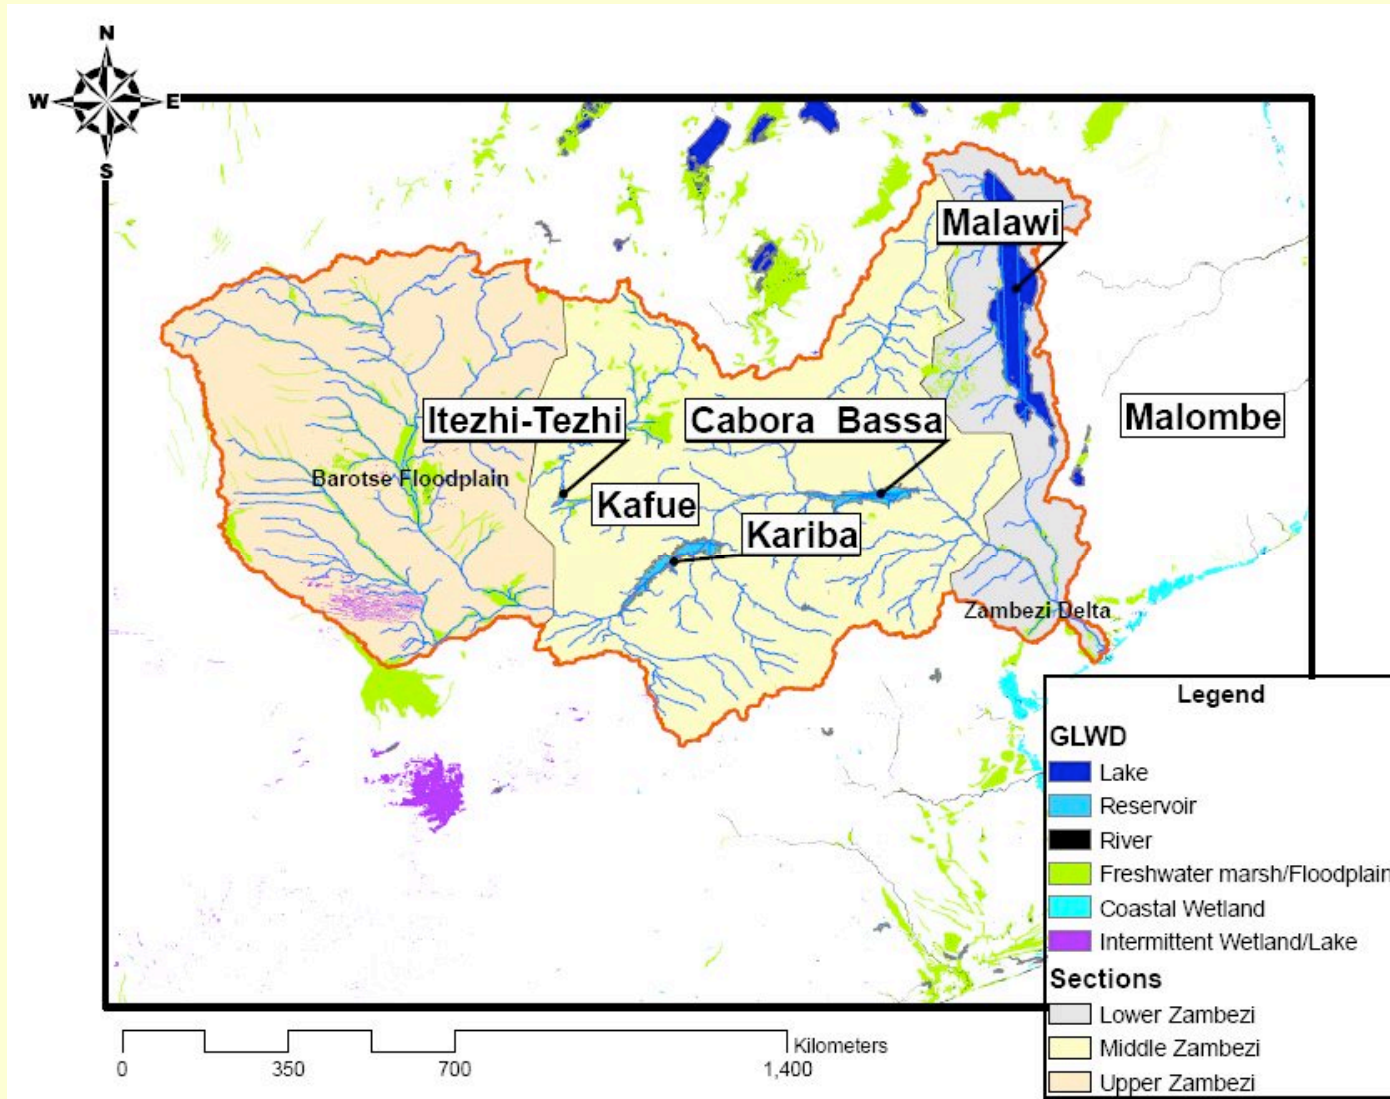 N
W E
S
Malawi
Malombe
Itezhi-Tezhi
Cabora Bassa
Barotse Floodplain
Kafue
Kariba
Zambezi Delta
Legend
GLWD
Lake
Reservoir
River
Freshwater marsh/Floodplain
Coastal Wetland
Intermittent Wetland/Lake
Sections
Lower Zambezi
Middle Zambezi
Upper Zambezi
Kilometers
0 350 700 1,400